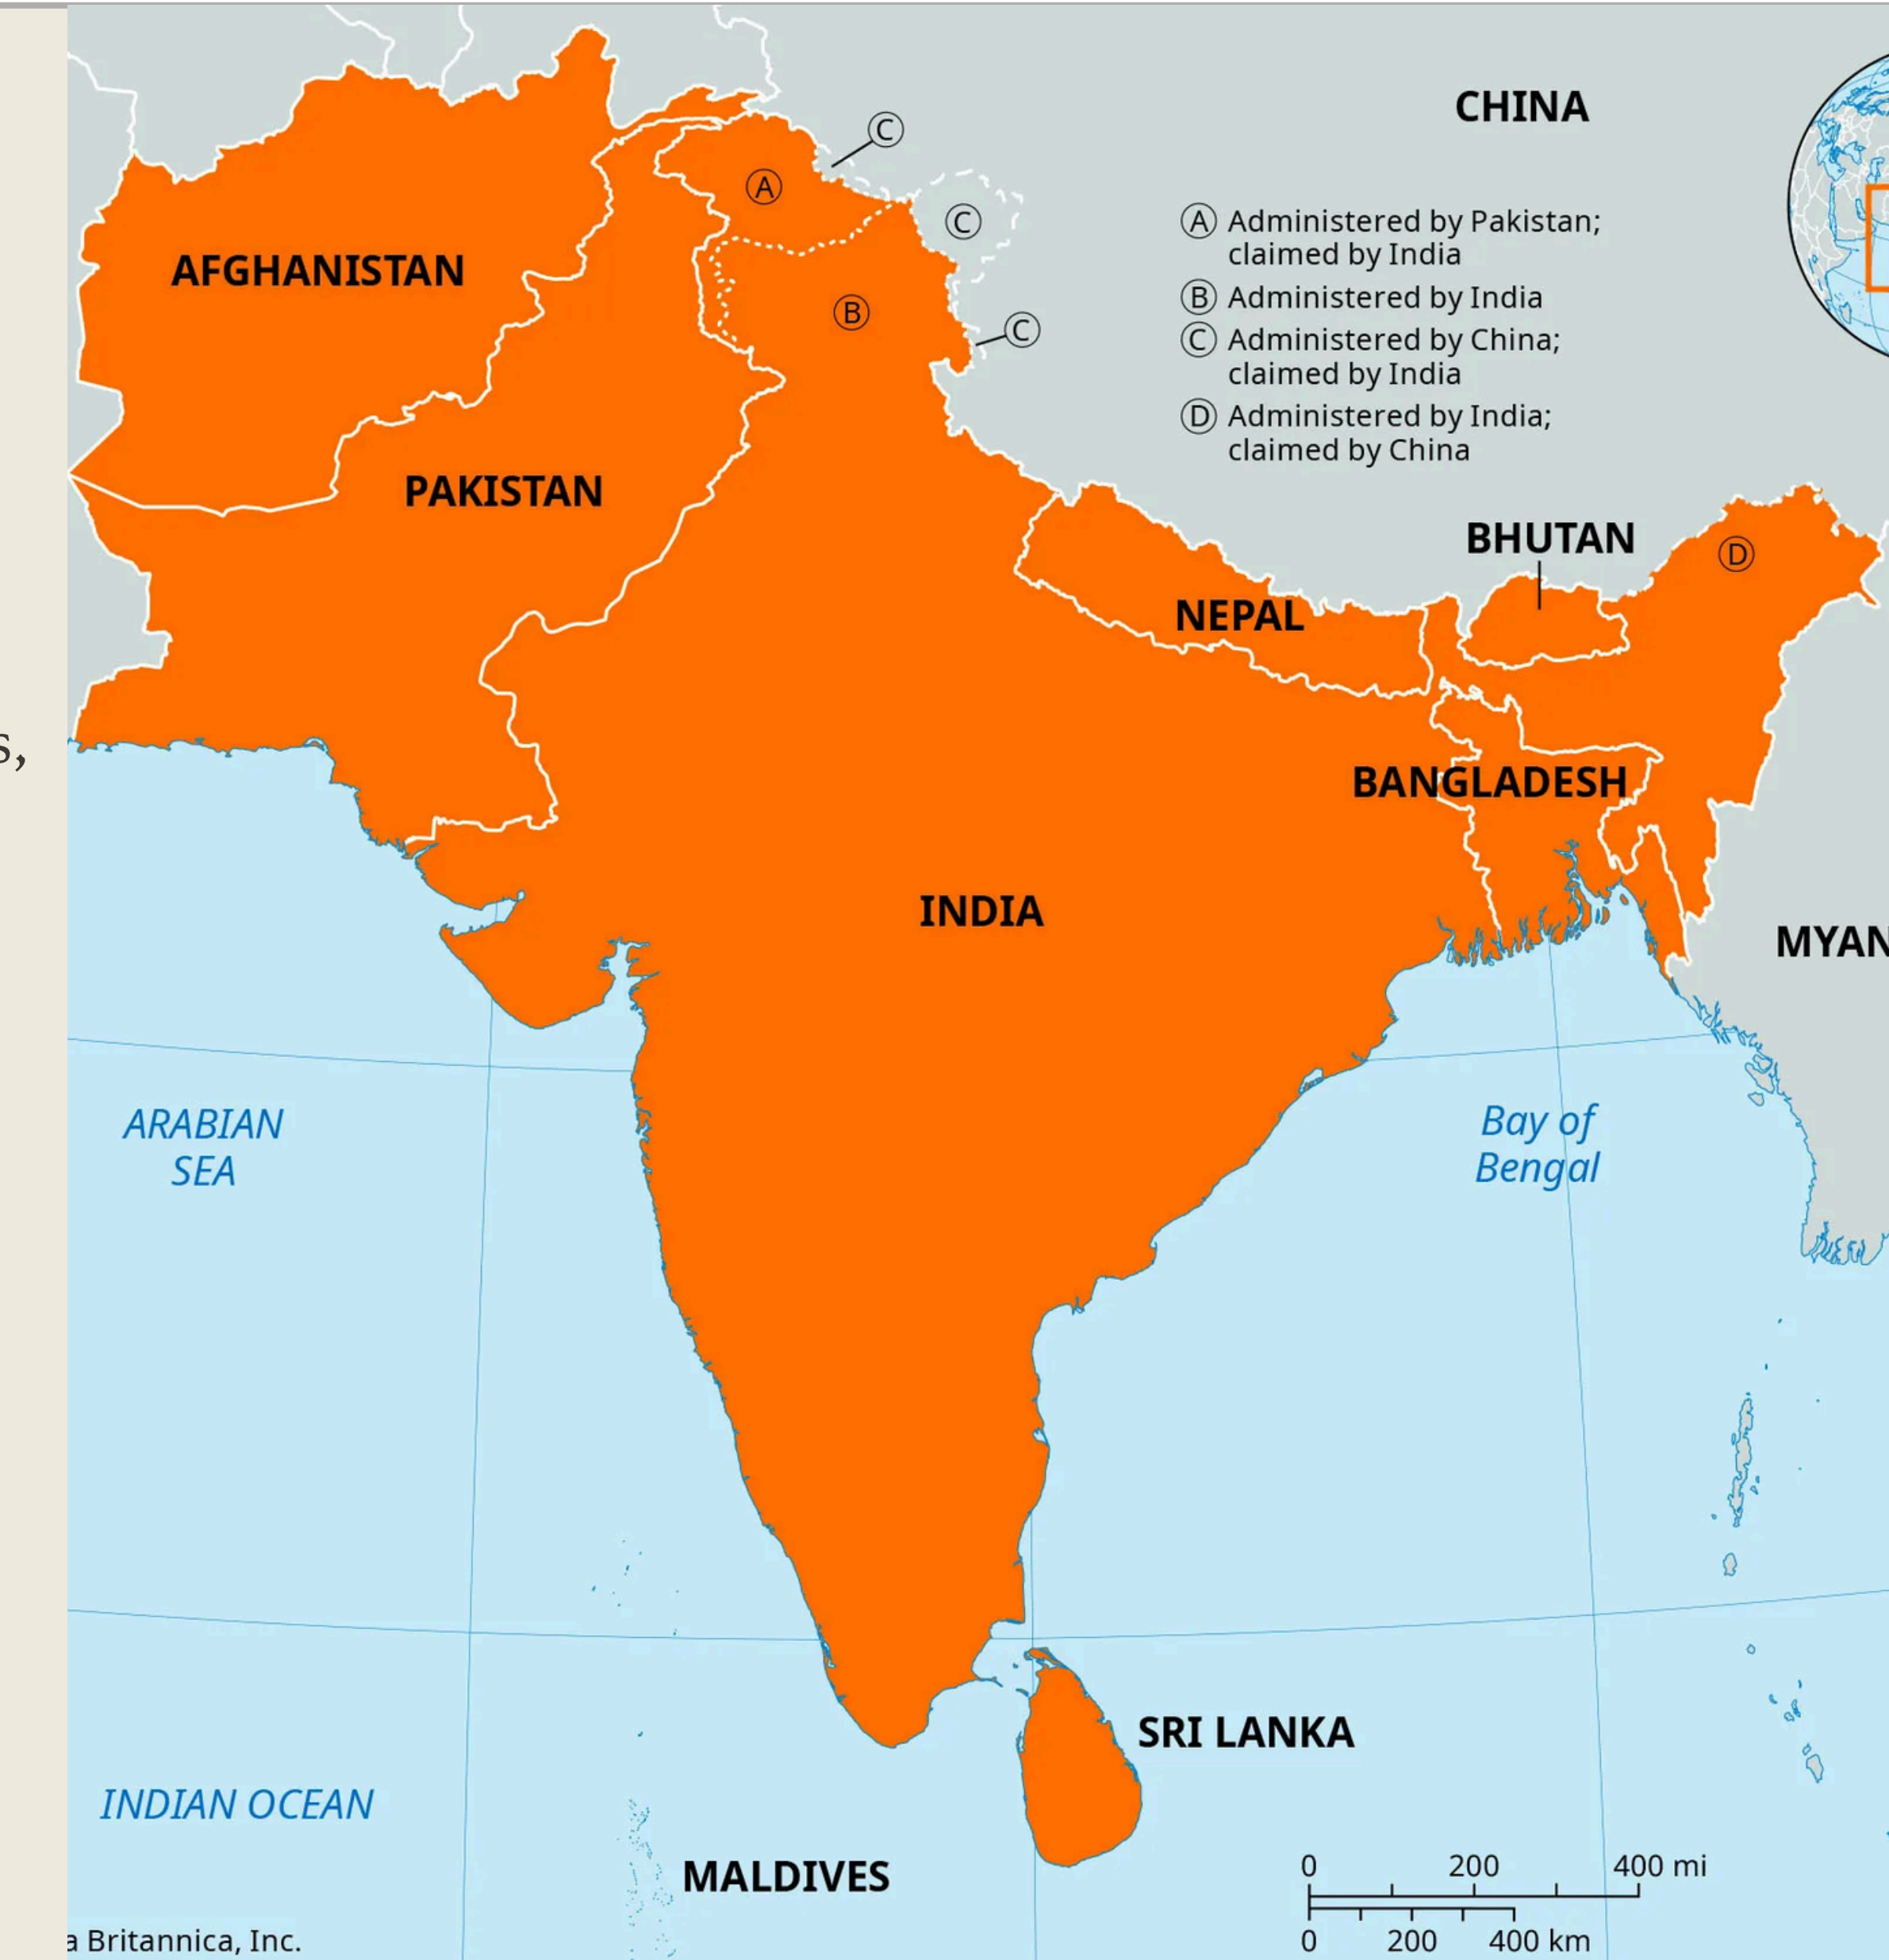 CHINA
C
A
C
A Administered by Pakistan;
claimed by India
AFGHANISTAN
B Administered by India
B
C
C Administered by China;
claimed by India
D Administered by India;
claimed by China
PAKISTAN
BHUTAN
D
NEPAL
s,
BANGLADESH
INDIA
MYAN
ARABIAN
SEA
Bay of
Bengal
SRI LANKA
INDIAN OCEAN
MALDIVES
0 200 400 mi
0 200 400 km
a Britannica, Inc.